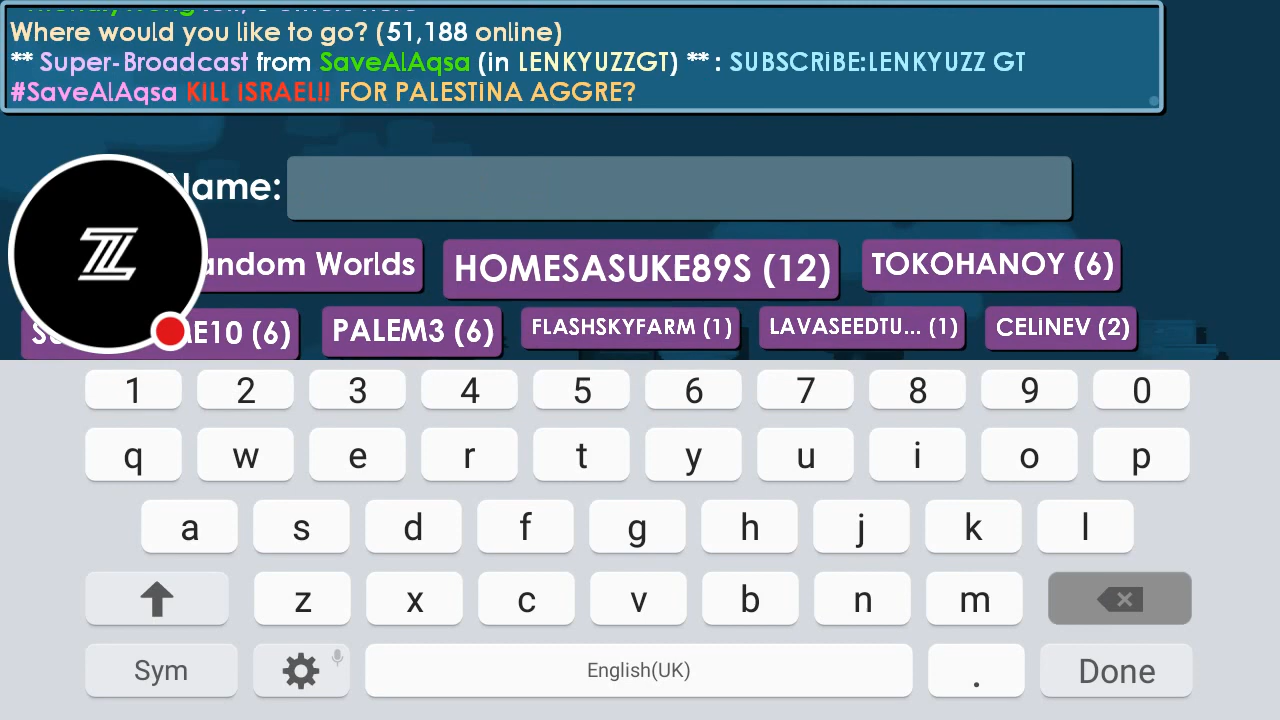 Where would you like to go? (51,188 online)
** Super-Broadcast from SaveAlAqsa (in LENKYUZZGT) ** : SUBSCRiBE:LENKYUZZ GT
#SaveAlAqsa KiLL iSRAEL!! FOR PALESTiNA AGGRE?
Name:
andom Worlds HOMESASUKE89S (12) TOKOHANOY (6)
E10 (6) PALEM3 (6) FLASHSKYFARM (1) LAVASEEDTU... (1) CELiNEV (2)
1 2 3 4 5 6 7 8 9 0
q w e r t y u i o p
a s d f g h j k l
z x c v b n m
Sym English(UK) . Done